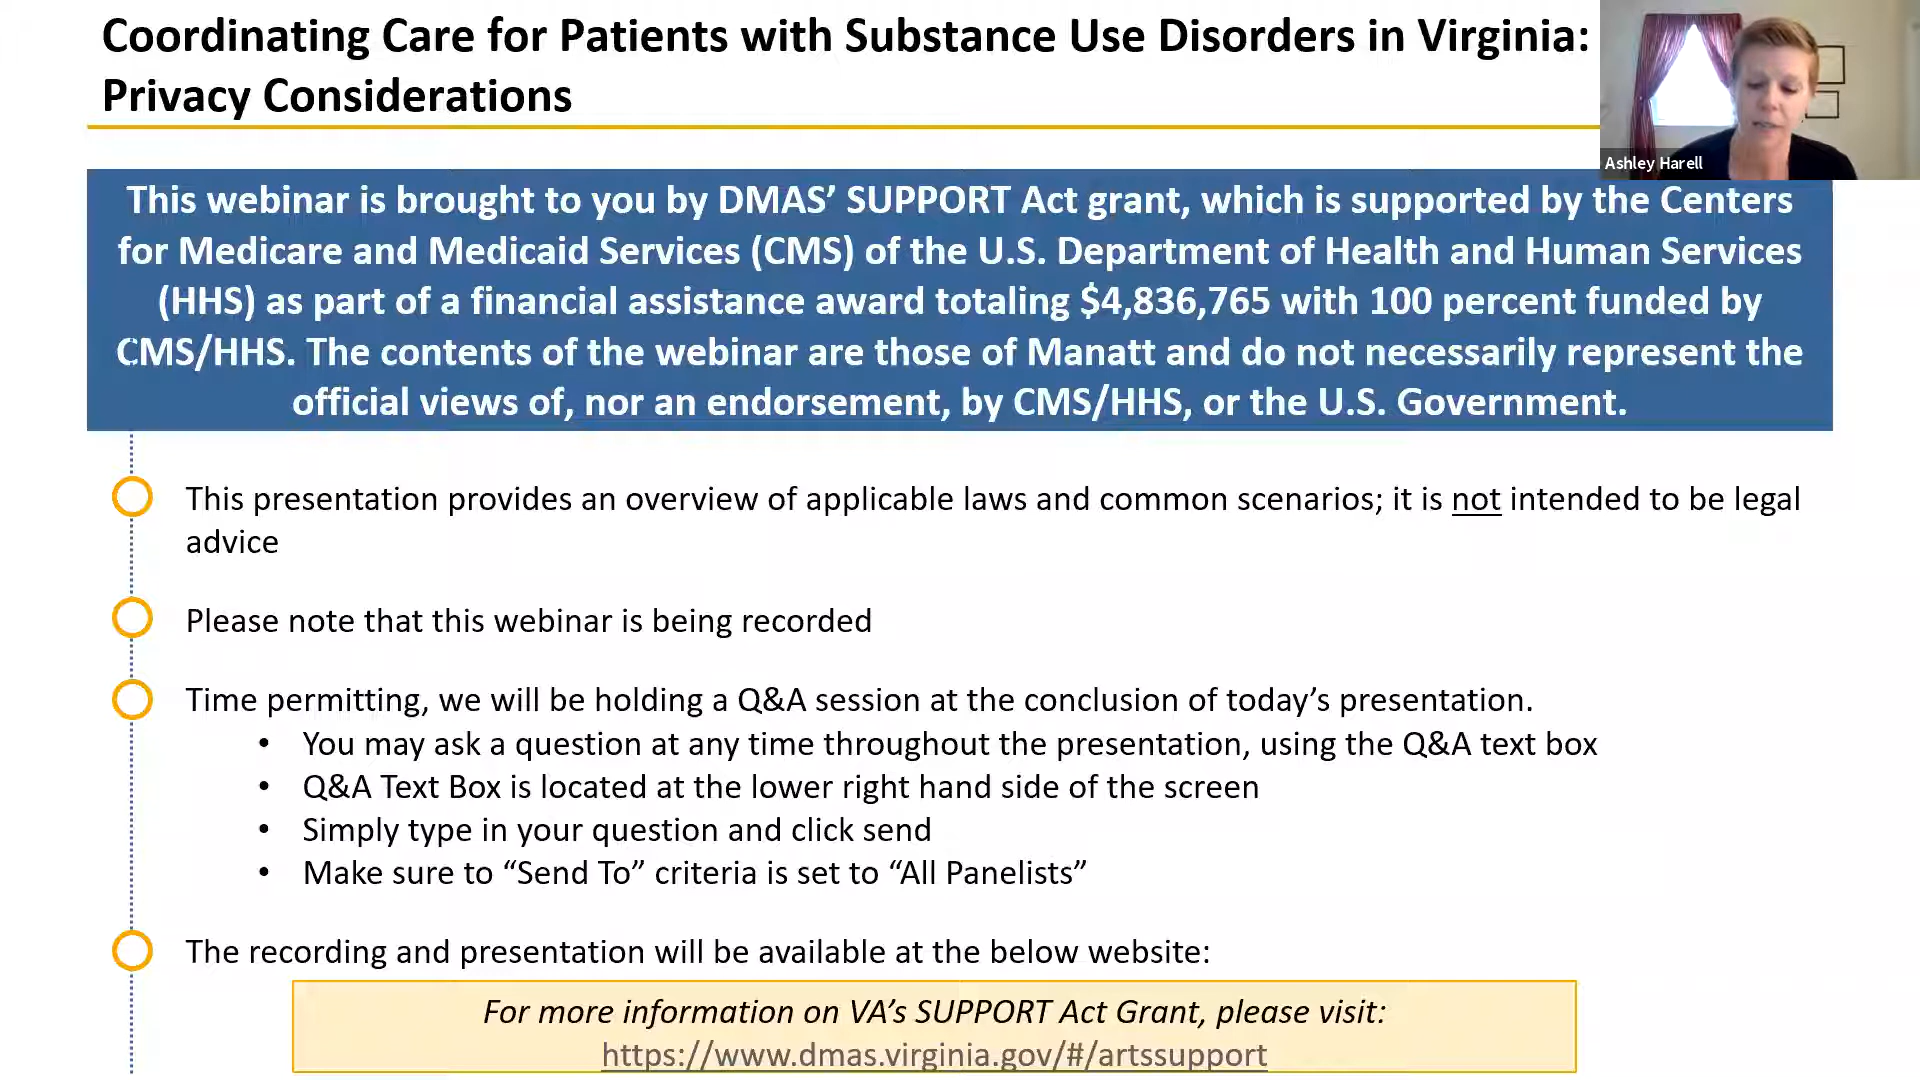 Coordinating Care for Patients with Substance Use Disorders in Virginia:
Privacy Considerations
Ashley Harell
This webinar is brought to you by DMAS’ SUPPORT Act grant, which is supported by the Centers
for Medicare and Medicaid Services (CMS) of the U.S. Department of Health and Human Services
(HHS) as part of a financial assistance award totaling $4,836,765 with 100 percent funded by
CMS/HHS. The contents of the webinar are those of Manatt and do not necessarily represent the
official views of, nor an endorsement, by CMS/HHS, or the U.S. Government.
This presentation provides an overview of applicable laws and common scenarios; it is not intended to be legal
advice
Please note that this webinar is being recorded
Time permitting, we will be holding a Q&A session at the conclusion of today’s presentation.
• You may ask a question at any time throughout the presentation, using the Q&A text box
• Q&A Text Box is located at the lower right hand side of the screen
• Simply type in your question and click send
• Make sure to “Send To” criteria is set to “All Panelists”
The recording and presentation will be available at the below website:
For more information on VA’s SUPPORT Act Grant, please visit:
https://www.dmas.virginia.gov/#/artssupport